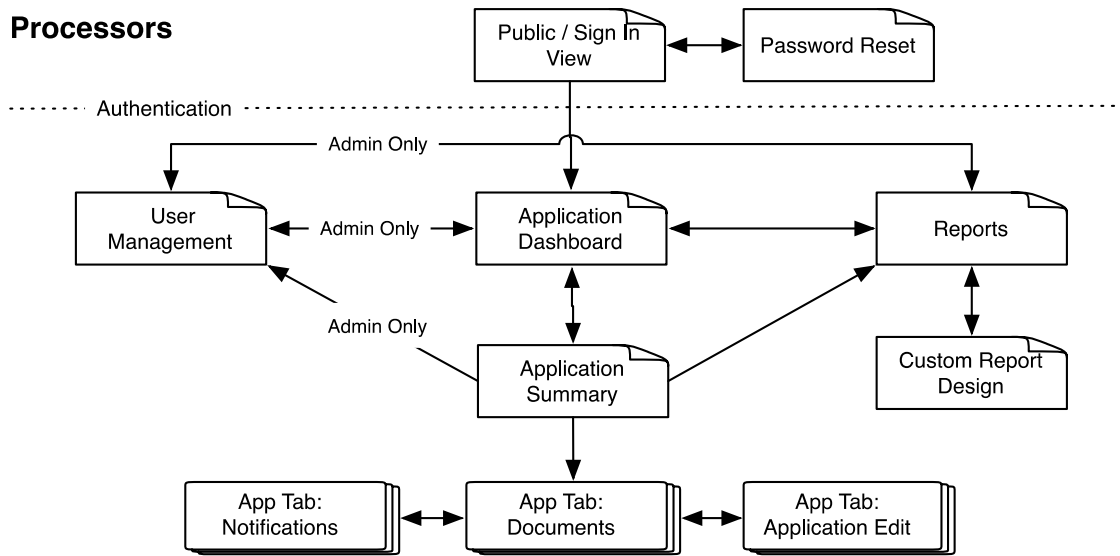 Processors
Public / Sign In
View
Password Reset
Authentication
Admin Only
User
Management
Admin Only
Application
Dashboard
Reports
Admin Only
Application
Summary
Custom Report
Design
App Tab:
Notifications
App Tab:
Documents
App Tab:
Application Edit